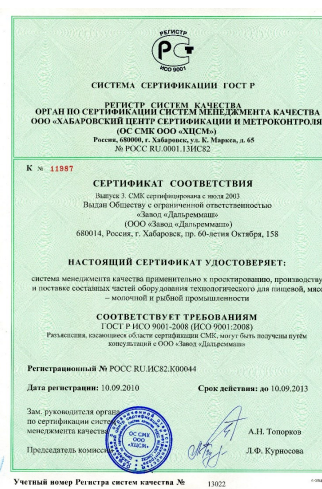 РЕГИСТР
РСТ
ИСО 9001
СИСТЕМА СЕРТИФИКАЦИИ ГОСТ Р
РЕГИСТР СИСТЕМ КАЧЕСТВА
ОРГАН ПО СЕРТИФИКАЦИИ СИСТЕМ МЕНЕДЖМЕНТА КАЧЕСТВА
ООО «ХАБАРОВСКИЙ ЦЕНТР СЕРТИФИКАЦИИ И МЕТРОКОНТРОЛЯ
(ОС СМК ООО «ХЦСМ»)
Россия, 680000, г. Хабаровск, ул. К. Маркса, д. 65
№ РОСС RU.0001.13ИС82
К № 11987
СЕРТИФИКАТ СООТВЕТСТВИЯ
Выпуск 3. СМК сертифицирована с июля 2003
Выдан Обществу с ограниченной ответственностью
«Завод «Дальреммаш»
(ООО «Завод «Дальреммаш»)
680014, Россия, г. Хабаровск, пр. 60-летия Октября, 158
НАСТОЯЩИЙ СЕРТИФИКАТ УДОСТОВЕРЯЕТ:
система менеджмента качества применительно к проектированию, производству
и поставке составных частей оборудования технологического для пищевой, мясо
– молочной и рыбной промышленности
СООТВЕТСТВУЕТ ТРЕБОВАНИЯМ
ГОСТ Р ИСО 9001-2008 (ИСО 9001:2008)
Разъяснения, касающиеся области сертификации СМК, могут быть получены путём
консультаций с ООО «Завод «Дальреммаш»
Регистрационный № РОСС RU.ИС82.К00044
Дата регистрации: 10.09.2010 Срок действия: до 10.09.2013
Зам. руководителя органа
по сертификации систем
менеджмента качества
А.Н. Топорков
ОС СМК
ООО
«ХЦСМ»
Председатель комиссии
Л.Ф. Курносова
Учетный номер Регистра систем качества № 13022